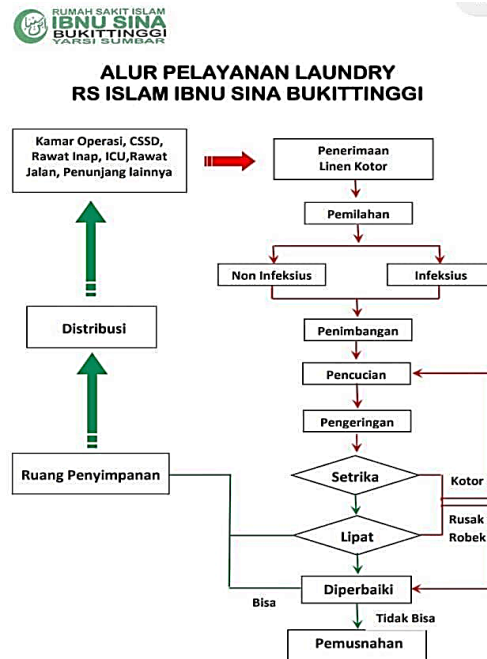 RUMAH SAKIT ISLAM
IBNU SINA
BUKITTINGGI
YARSI SUMBAR
ALUR PELAYANAN LAUNDRY
RS ISLAM IBNU SINA BUKITTINGGI
Kamar Operasi, CSSD,
Rawat Inap, ICU,Rawat
Jalan, Penunjang lainnya
Penerimaan
Linen Kotor
Pemilahan
Non Infeksius
Infeksius
Distribusi
Penimbangan
Pencucian
Pengeringan
Ruang Penyimpanan
Setrika
Kotor
Rusak
Robek
Lipat
Diperbaiki
Bisa
Tidak Bisa
Pemusnahan